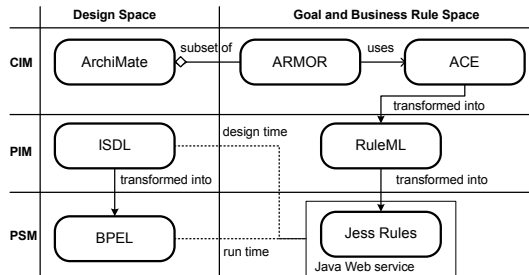 Design Space
Goal and Business Rule Space
CIM
ArchiMate
subset of
ARMOR
uses
ACE
transformed into
PIM
ISDL
design time
RuleML
transformed into
transformed into
PSM
BPEL
run time
Jess Rules
Java Web service